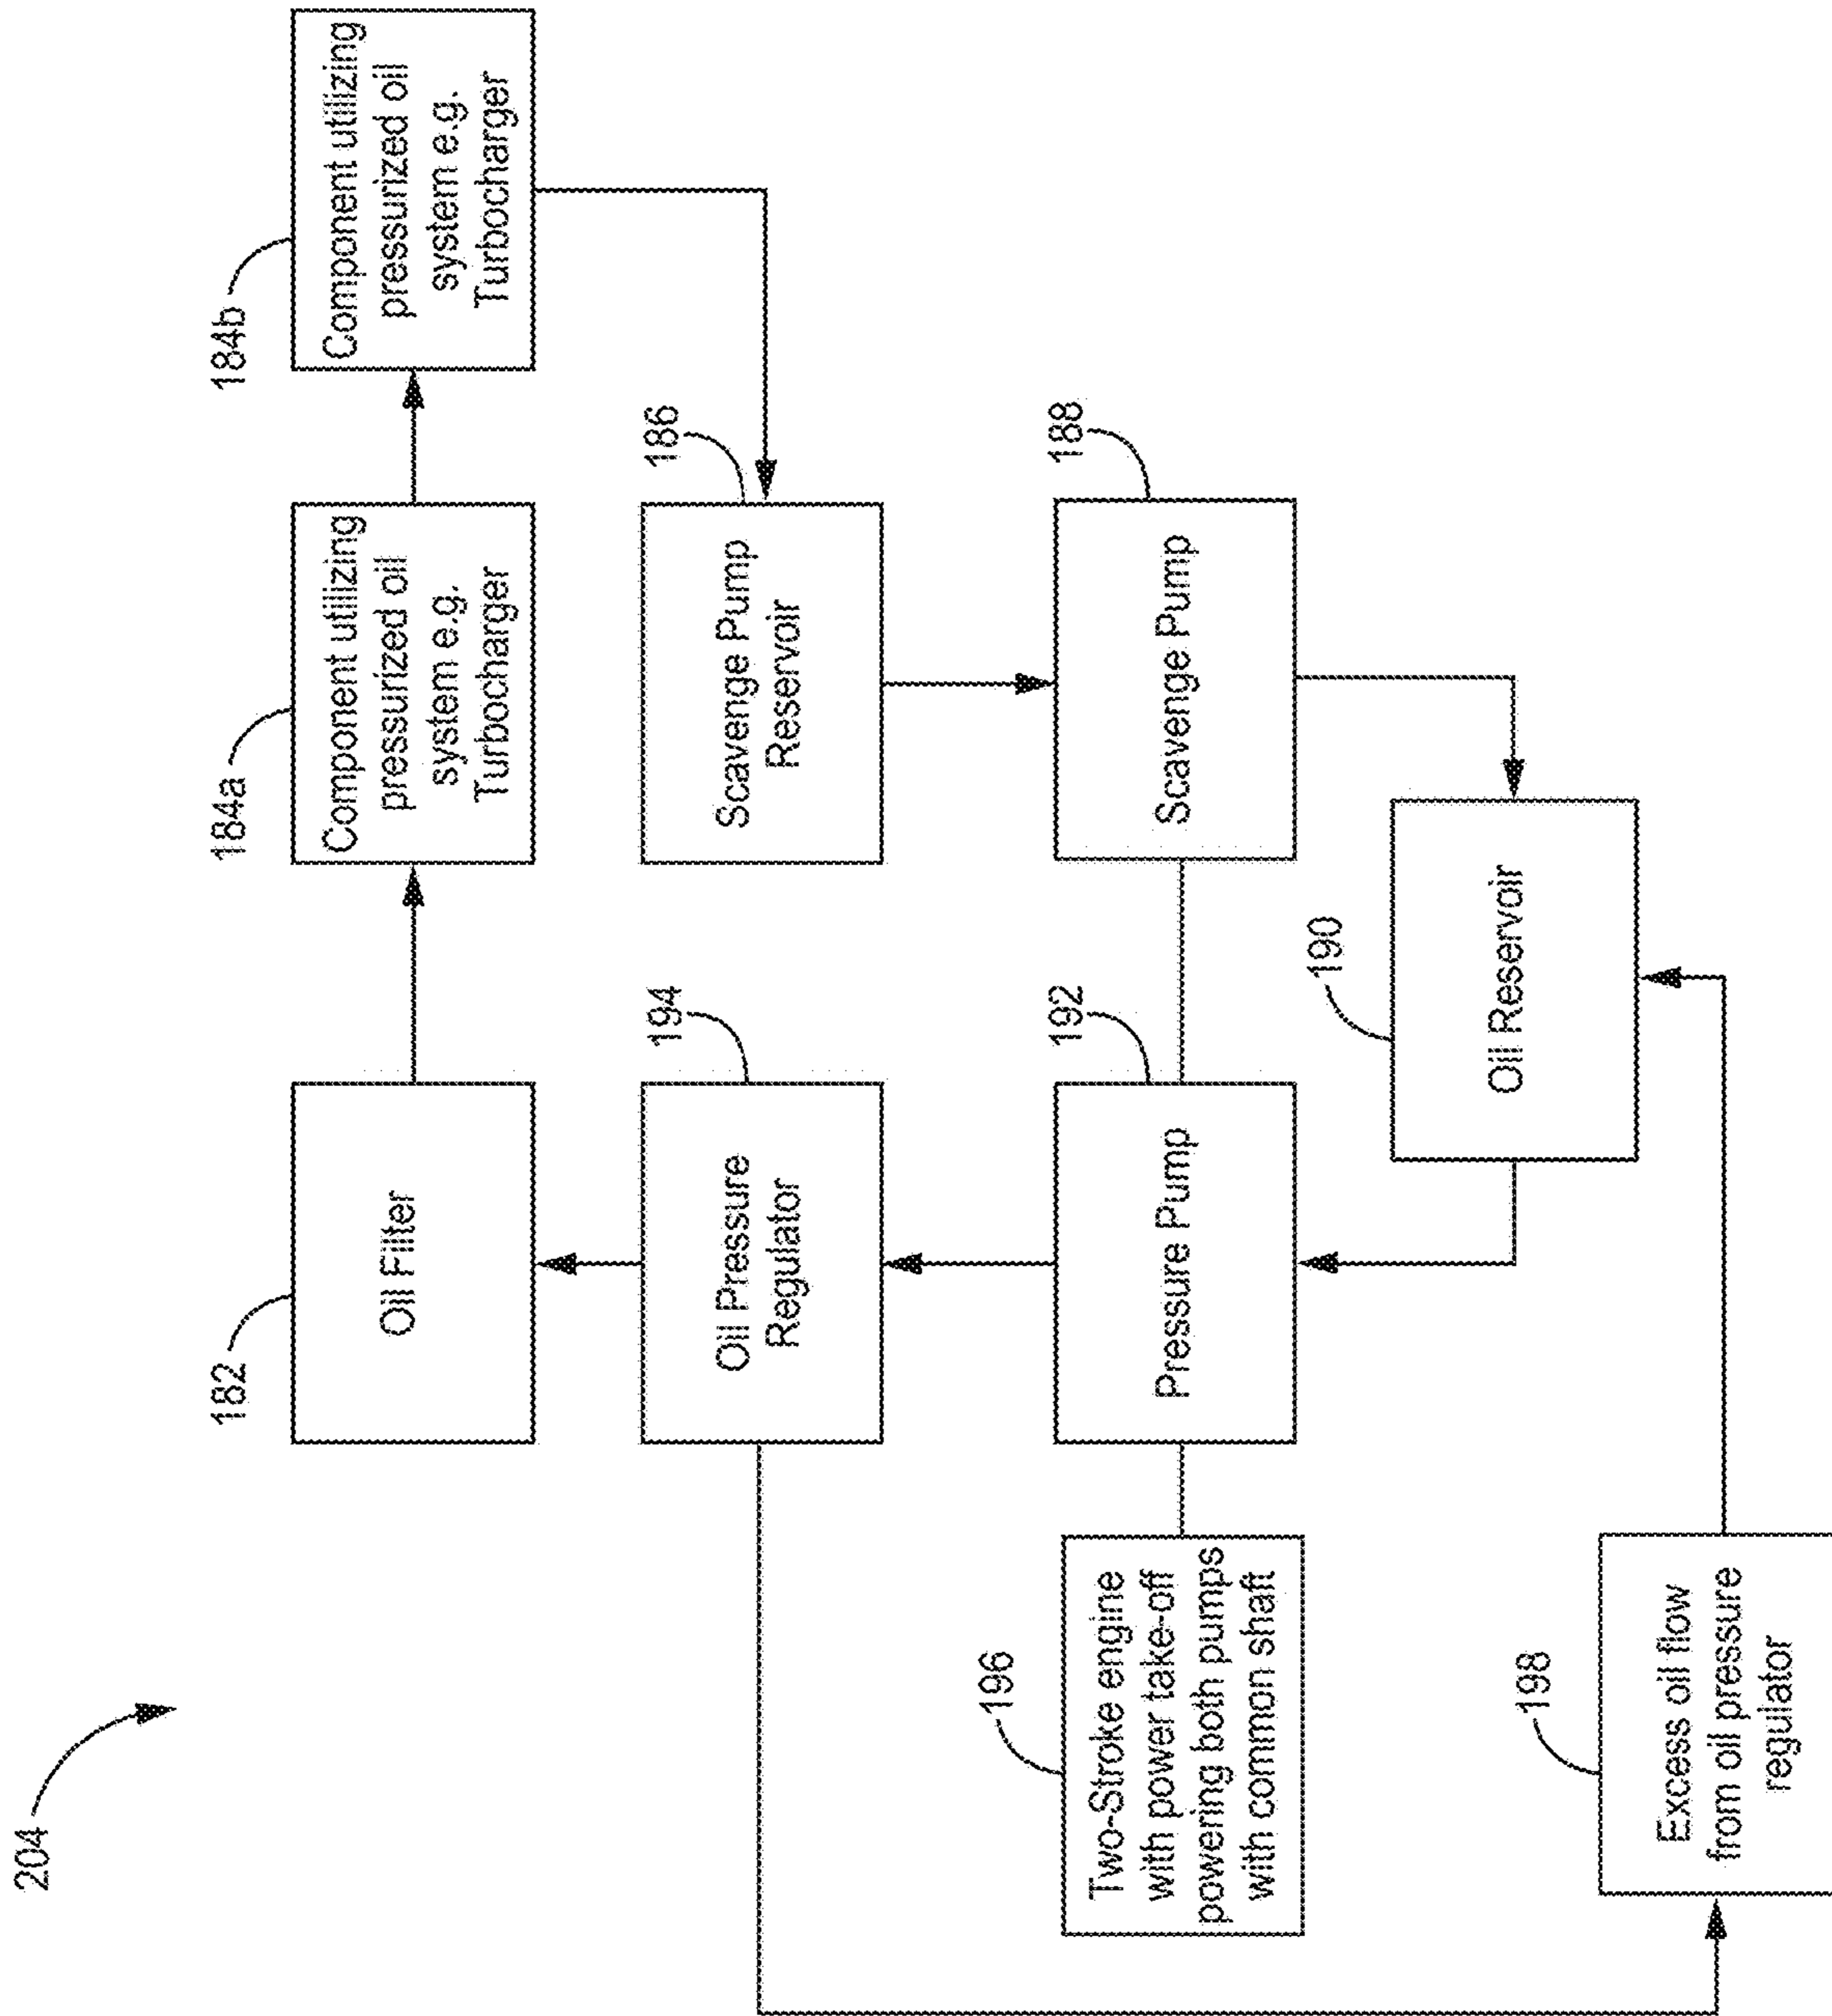 204
182
Oil Filter
184a
Component utilizing
pressurized oil
system e.g.
Turbocharger
184b
Component utilizing
pressurized oil
system e.g.
Turbocharger
194
Oil Pressure
Regulator
186
Scavenge Pump
Reservoir
196
Two-Stroke engine
with power take-off
powering both pumps
with common shaft
192
Pressure Pump
188
Scavenge Pump
190
Oil Reservoir
198
Excess oil flow
from oil pressure
regulator